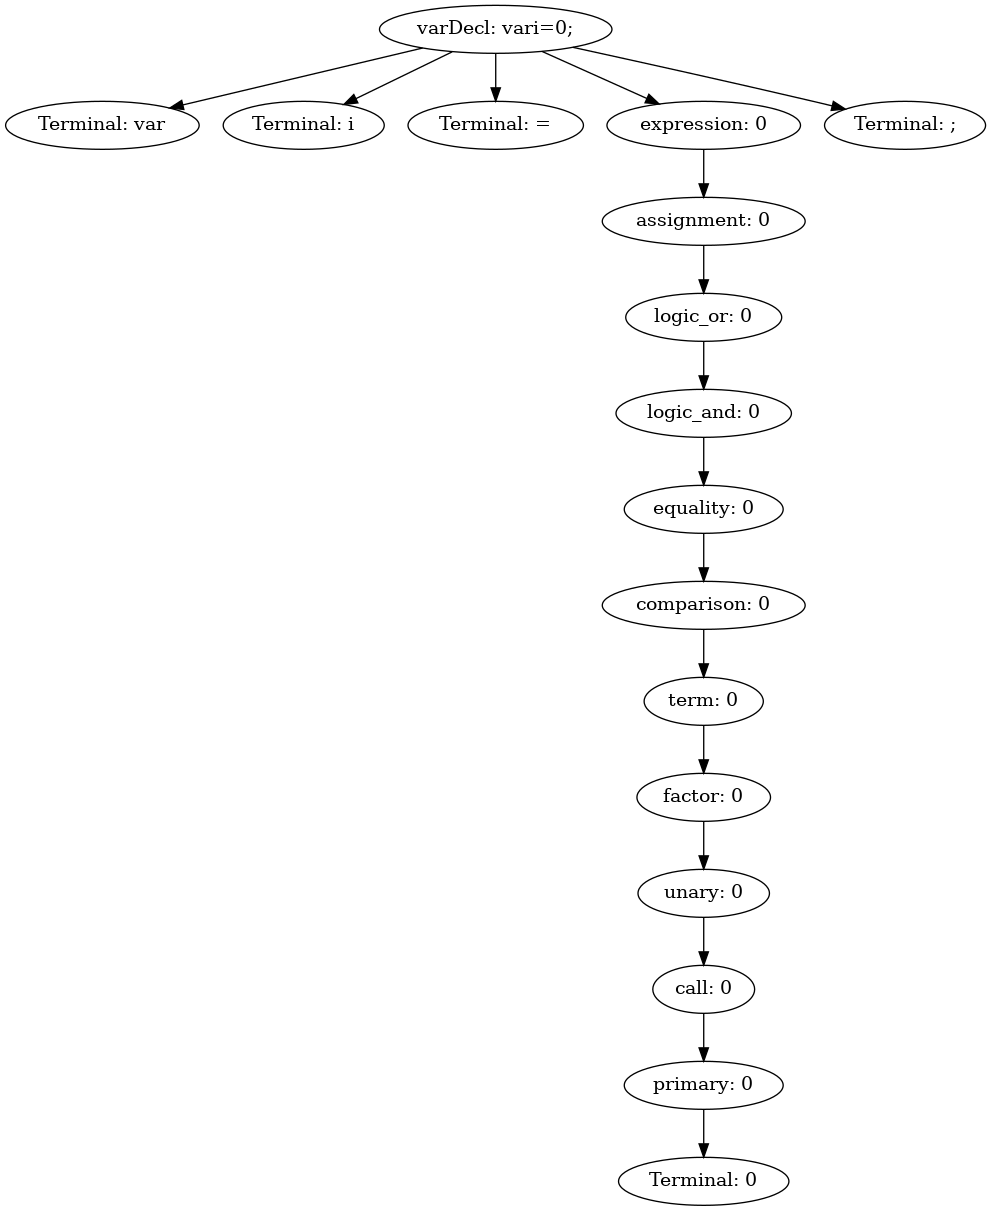 varDecl: vari=0;
Terminal: var
Terminal: i
Terminal: =
expression: 0
Terminal: ;
assignment: 0
logic_or: 0
logic_and: 0
equality: 0
comparison: 0
term: 0
factor: 0
unary: 0
call: 0
primary: 0
Terminal: 0